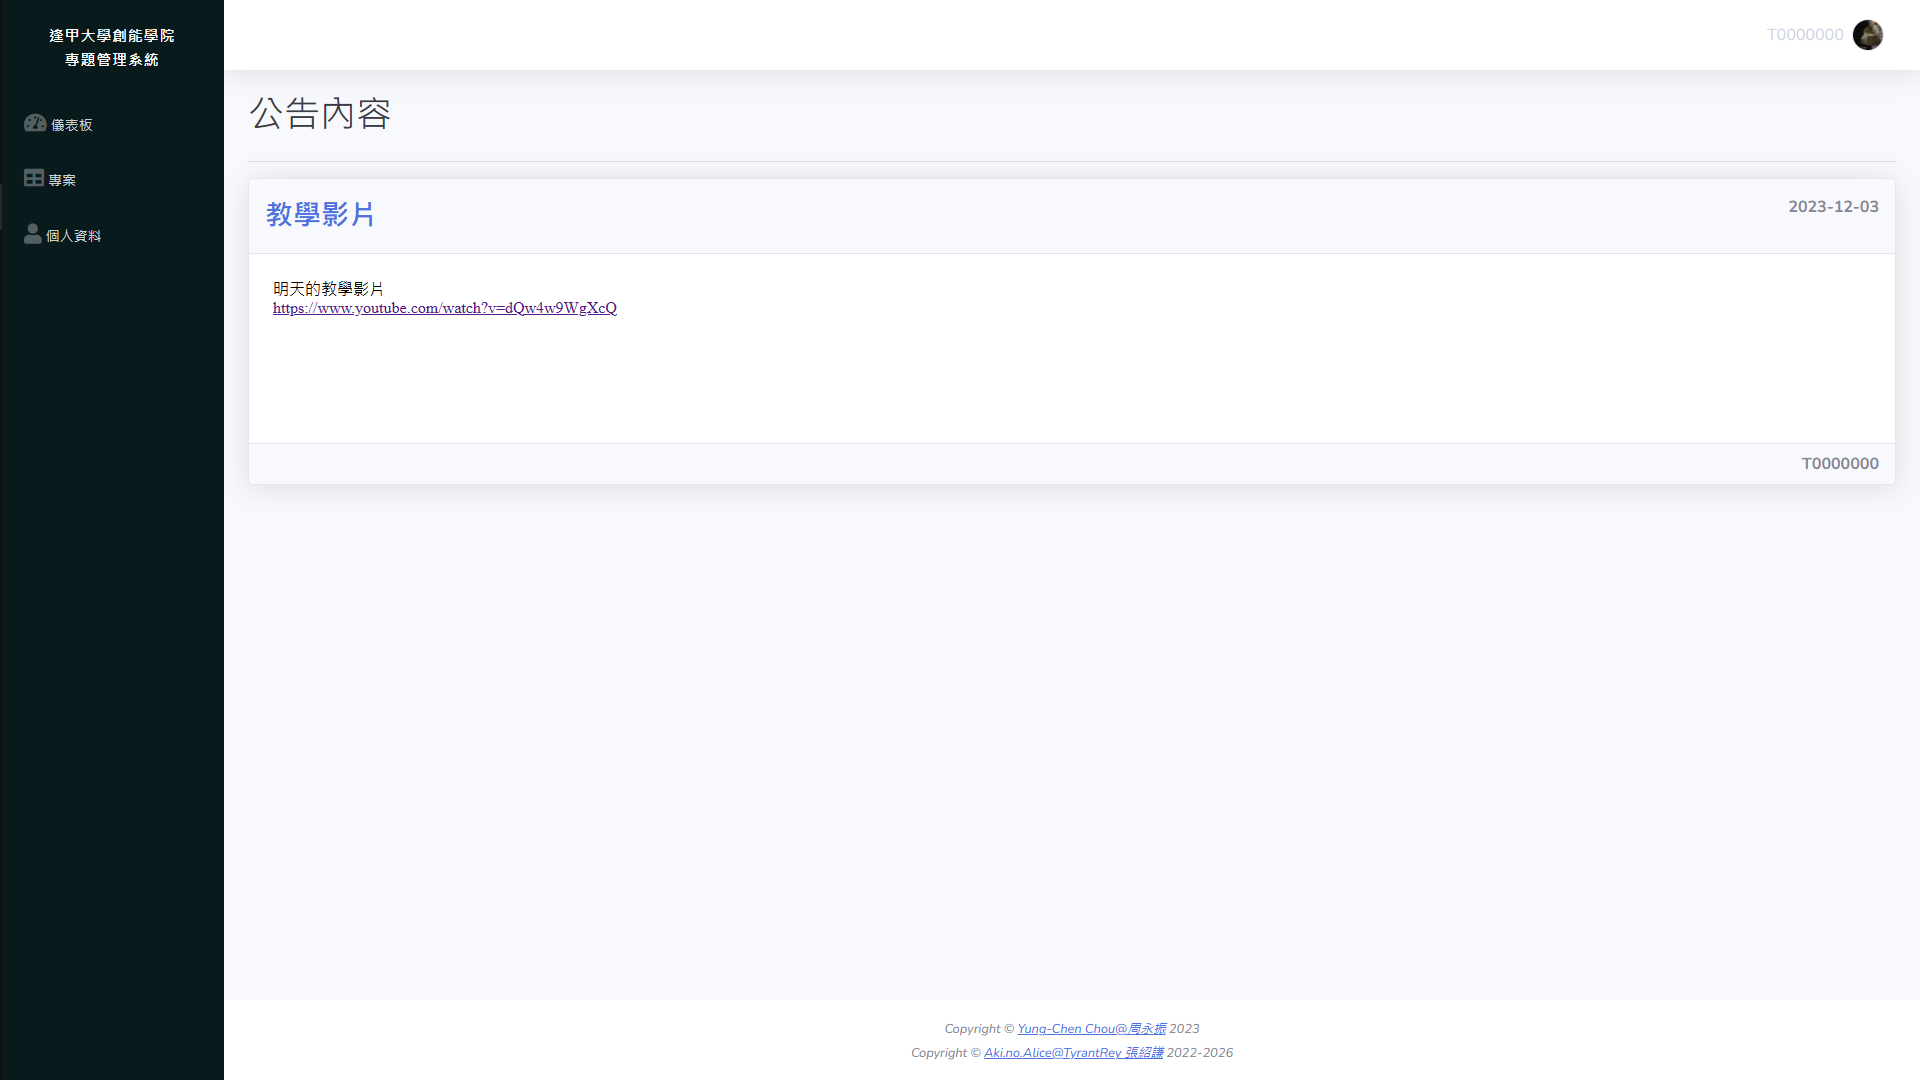 逢甲大學創能學院
專題管理系統
儀表板
專案
個人資料
T0000000
公告內容
教學影片
2023-12-03
明天的教學影片
https://www.youtube.com/watch?v=dQw4w9WgXcQ
T0000000
Copyright © Yung-Chen Chou@周永振 2023
Copyright © Aki.no.Alice@TyrantRey 張紹謙 2022-2026